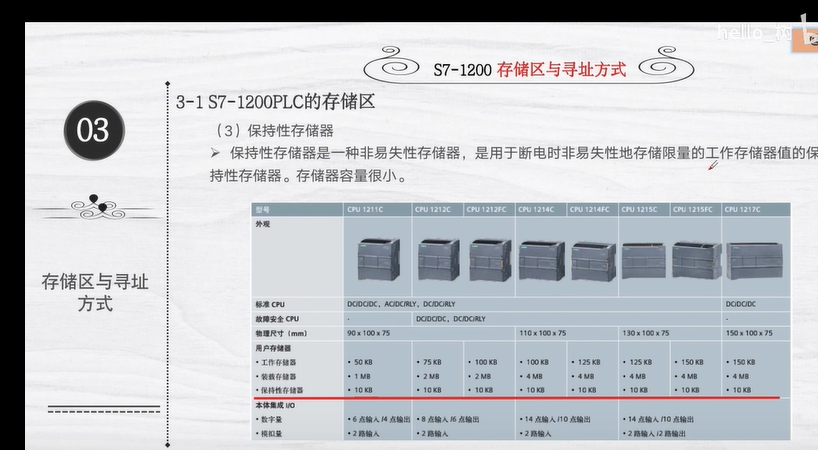 hello_
S7-1200 存储区与寻址方式
03
3-1 S7-1200PLC的存储区
（3）保持性存储器
➢ 保持性存储器是一种非易失性存储器，是用于断电时非易失性地存储限量的工作存储器值的保
持性存储器。存储器容量很小。
存储区与寻址
方式
型号 CPU 1211C CPU 1212C CPU 1212FC CPU 1214C CPU 1214FC CPU 1215C CPU 1215FC CPU 1217C
外观
标准 CPU DC/DC/DC，AC/DC/RLY，DC/DC/RLY DC/DC/DC
故障安全 CPU - DC/DC/DC，DC/DC/RLY -
物理尺寸（mm） 90 x 100 x 75 110 x 100 x 75 130 x 100 x 75 150 x 100 x 75
用户存储器
• 工作存储器 • 50 KB • 75 KB • 100 KB • 100 KB • 125 KB • 125 KB • 150 KB • 150 KB
• 装载存储器 • 1 MB • 2 MB • 2 MB • 4 MB • 4 MB • 4 MB • 4 MB • 4 MB
• 保持性存储器 • 10 KB • 10 KB • 10 KB • 10 KB • 10 KB • 10 KB • 10 KB • 10 KB
本体集成 I/O
• 数字量 • 6 点输入 /4 点输出 • 8 点输入 /6 点输出 • 14 点输入 /10 点输出 • 14 点输入 /10 点输出
• 模拟量 • 2 路输入 • 2 路输入 • 2 路输入 • 2 路输入 /2 路输出